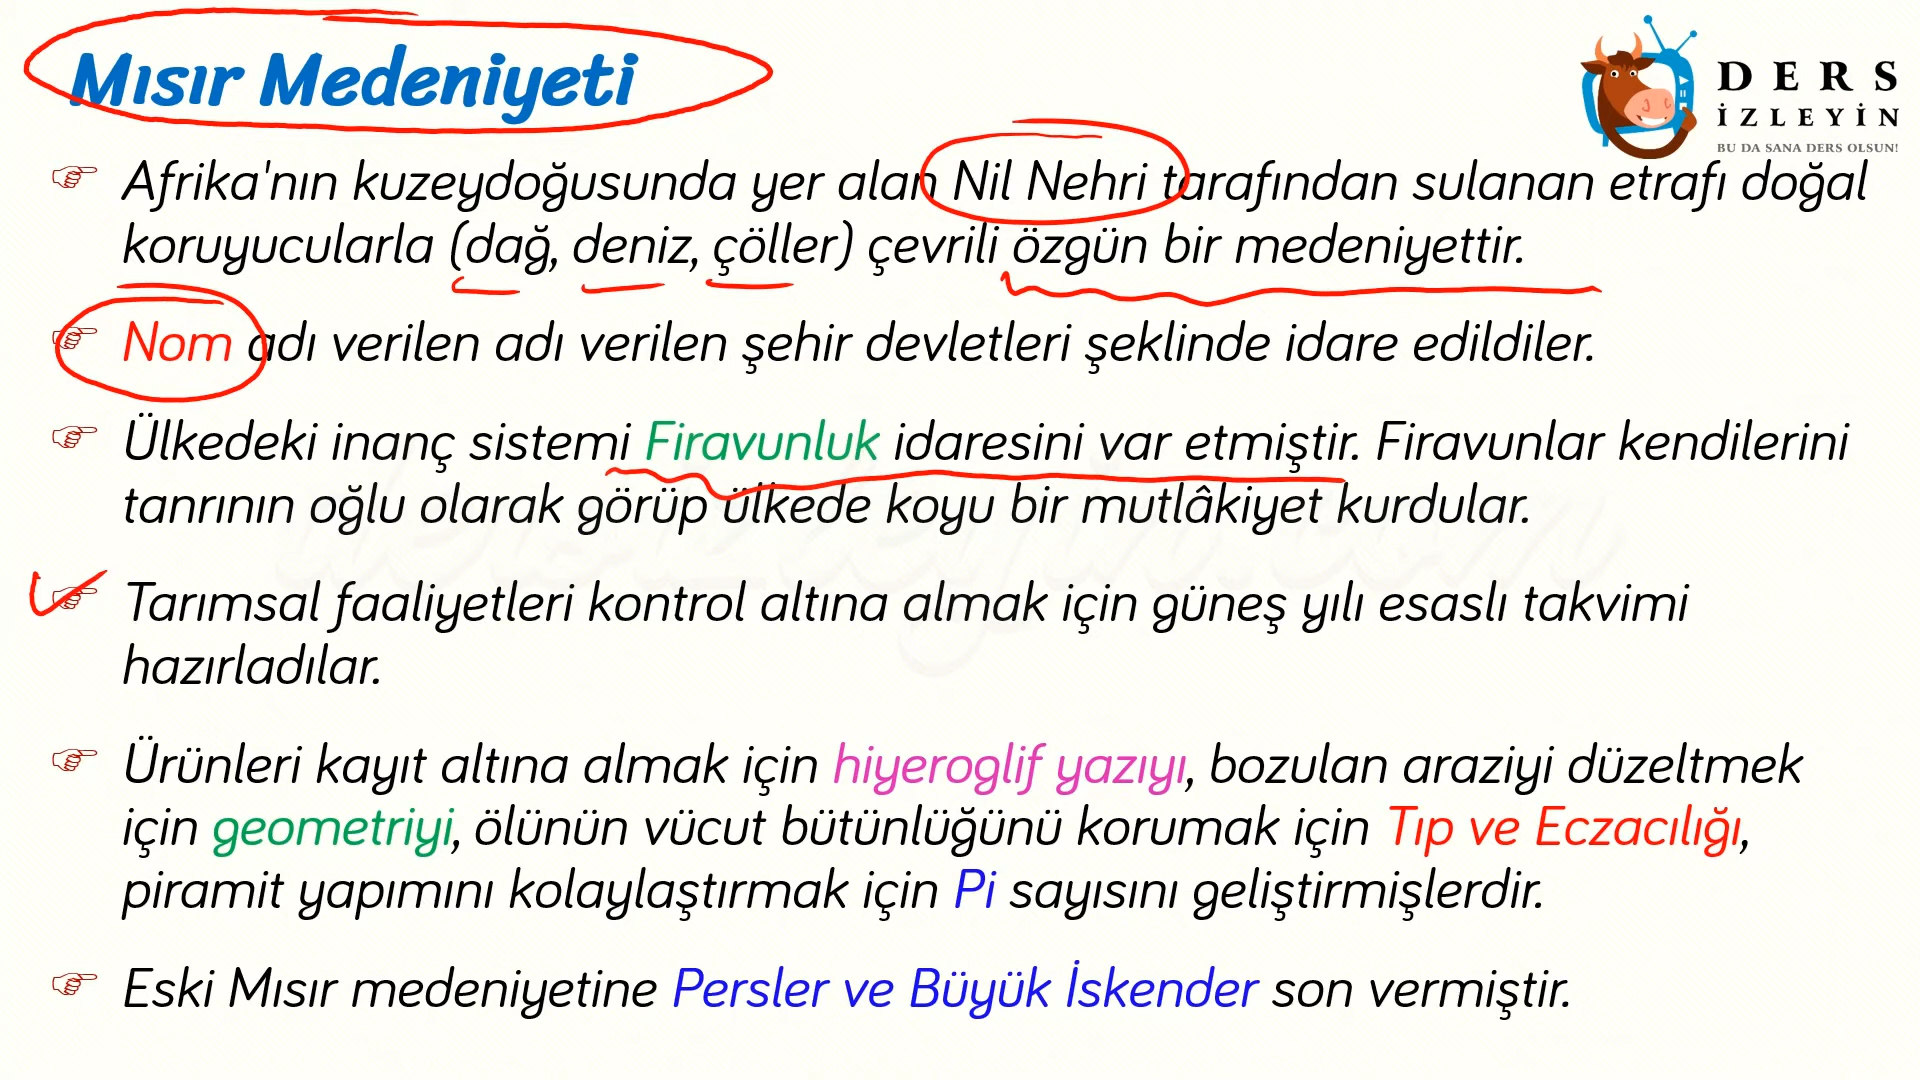 Mısır Medeniyeti
DERS
İZLEYİN
BU DA SANA DERS OLSUN!
Afrika'nın kuzeydoğusunda yer alan Nil Nehri tarafından sulanan etrafı doğal
koruyucularla (dağ, deniz, çöller) çevrili özgün bir medeniyettir.
Nom adı verilen adı verilen şehir devletleri şeklinde idare edildiler.
Ülkedeki inanç sistemi Firavunluk idaresini var etmiştir. Firavunlar kendilerini
tanrının oğlu olarak görüp ülkede koyu bir mutlâkiyet kurdular.
Tarımsal faaliyetleri kontrol altına almak için güneş yılı esaslı takvimi
hazırladılar.
Ürünleri kayıt altına almak için hiyeroglif yazıyı, bozulan araziyi düzeltmek
için geometriyi, ölünün vücut bütünlüğünü korumak için Tıp ve Eczacılığı,
piramit yapımını kolaylaştırmak için Pi sayısını geliştirmişlerdir.
Eski Mısır medeniyetine Persler ve Büyük İskender son vermiştir.